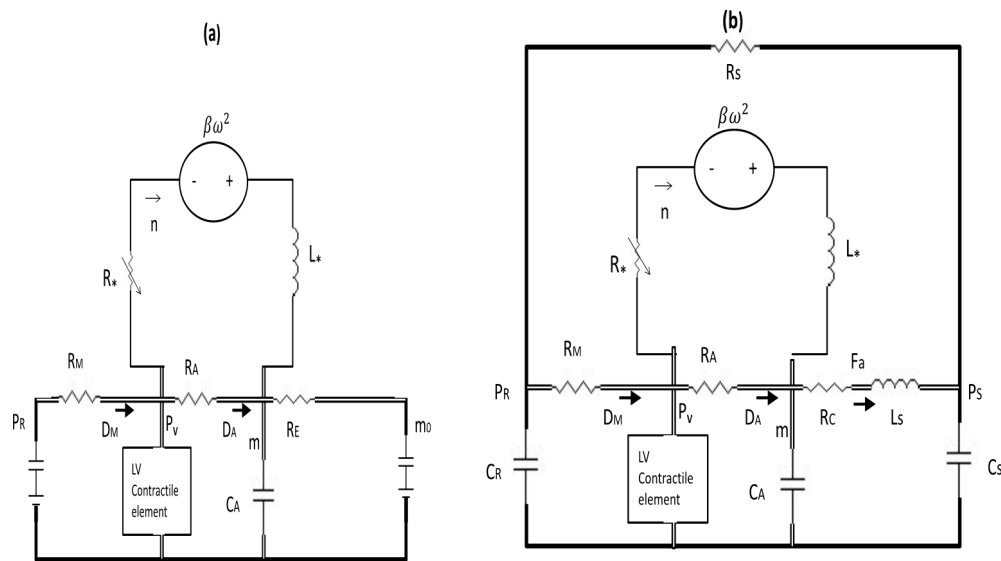 (a)
βω²
- +
n
R*
L*
RM
RA
PR
DM
Pv
DA
RE
m
m0
LV
Contractile
element
CA
(b)
RS
βω²
- +
n
R*
L*
RM
RA
Fa
PR
DM
Pv
DA
m
RC
Ls
Ps
CR
LV
Contractile
element
CA
Cs